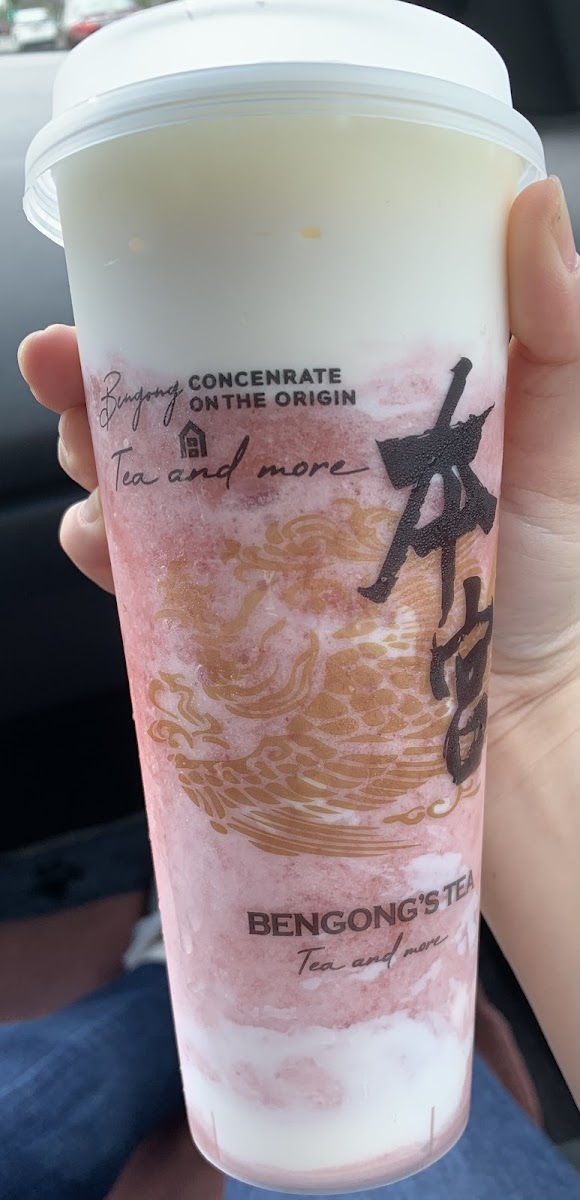 Bengong CONCENRATE
ON THE ORIGIN
Tea and more
本宫
BENGONG'S TEA
Tea and more